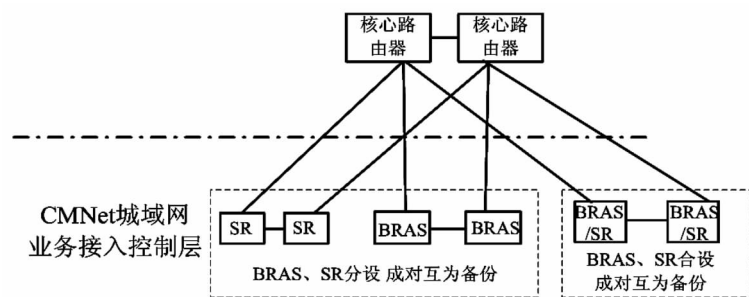 核心路
由器
核心路
由器
CMNet城域网
业务接入控制层
SR
SR
BRAS
BRAS
BRAS
/SR
BRAS
/SR
BRAS、SR分设 成对互为备份
BRAS、SR合设
成对互为备份